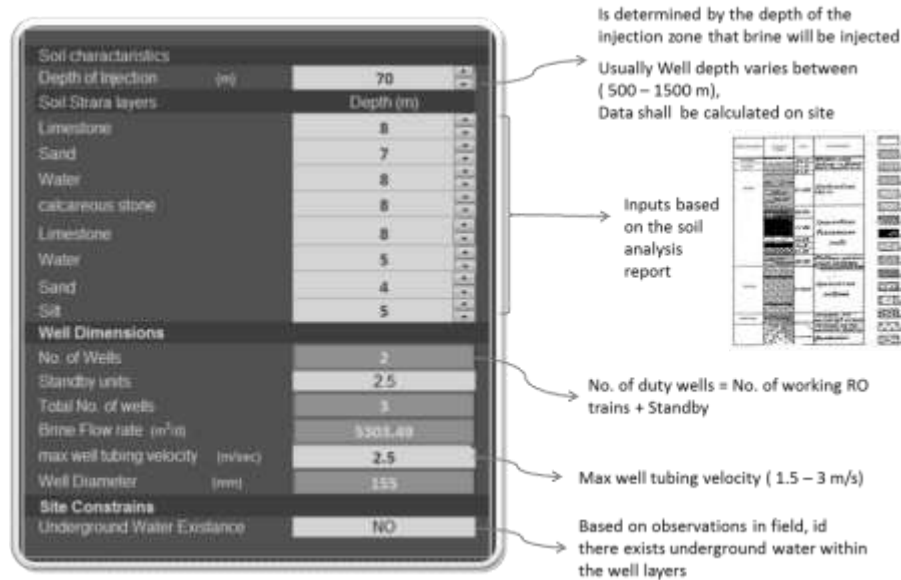 Soil charactaristics
Depth of Injection (m) 70
Soil Strara layers Depth (m)
Limestone 8
Sand 7
Water 8
calcareous stone 8
Limestone 8
Water 5
Sand 4
Silt 5
Well Dimensions
No. of Wells 2
Standby units 2.5
Total No. of wells 3
Brine Flow rate (m³/d) 5303.49
max well tubing velocity (m/sec) 2.5
Well Diameter (mm) 155
Site Constrains
Underground Water Existance NO
Is determined by the depth of the
injection zone that brine will be injected
Usually Well depth varies between
( 500 – 1500 m),
Data shall be calculated on site
Inputs based
on the soil
analysis
report
No. of duty wells = No. of working RO
trains + Standby
Max well tubing velocity ( 1.5 – 3 m/s)
Based on observations in field, id
there exists underground water within
the well layers